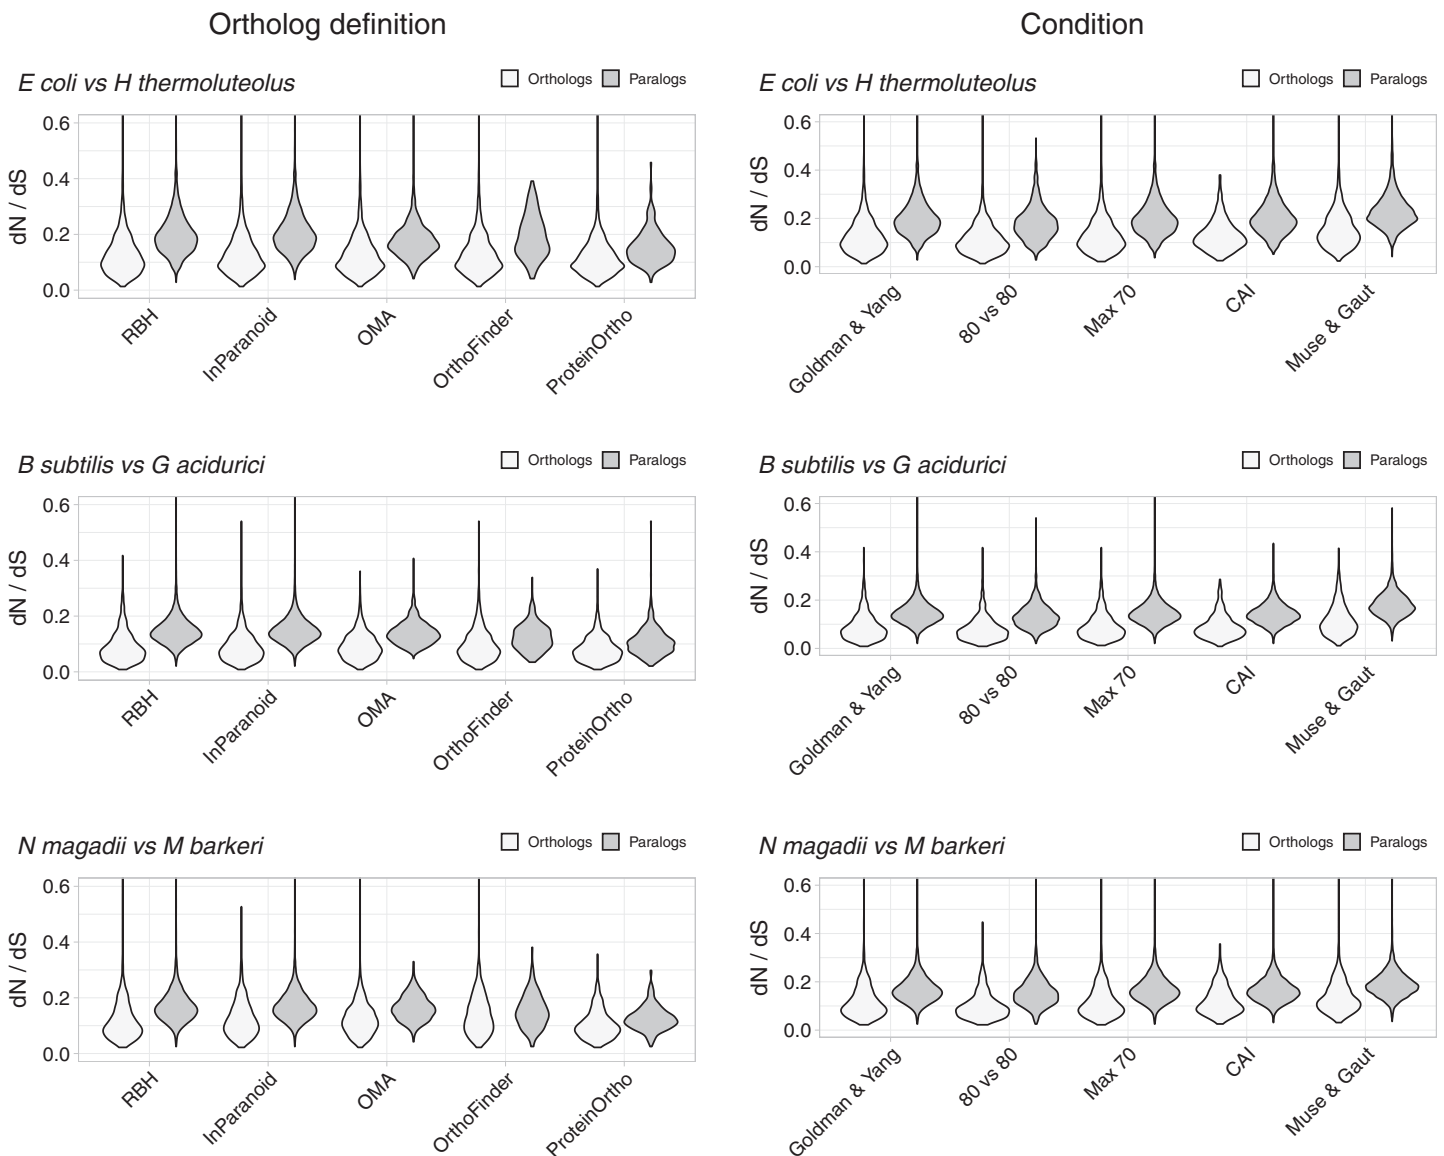 Ortholog definition
Condition
E coli vs H thermoluteolus
Orthologs Paralogs
dN / dS
0.6
0.4
0.2
0.0
RBH
InParanoid
OMA
OrthoFinder
ProteinOrtho
E coli vs H thermoluteolus
Orthologs Paralogs
dN / dS
0.6
0.4
0.2
0.0
Goldman & Yang
80 vs 80
Max 70
CAI
Muse & Gaut
B subtilis vs G acidurici
Orthologs Paralogs
dN / dS
0.6
0.4
0.2
0.0
RBH
InParanoid
OMA
OrthoFinder
ProteinOrtho
B subtilis vs G acidurici
Orthologs Paralogs
dN / dS
0.6
0.4
0.2
0.0
Goldman & Yang
80 vs 80
Max 70
CAI
Muse & Gaut
N magadii vs M barkeri
Orthologs Paralogs
dN / dS
0.6
0.4
0.2
0.0
RBH
InParanoid
OMA
OrthoFinder
ProteinOrtho
N magadii vs M barkeri
Orthologs Paralogs
dN / dS
0.6
0.4
0.2
0.0
Goldman & Yang
80 vs 80
Max 70
CAI
Muse & Gaut